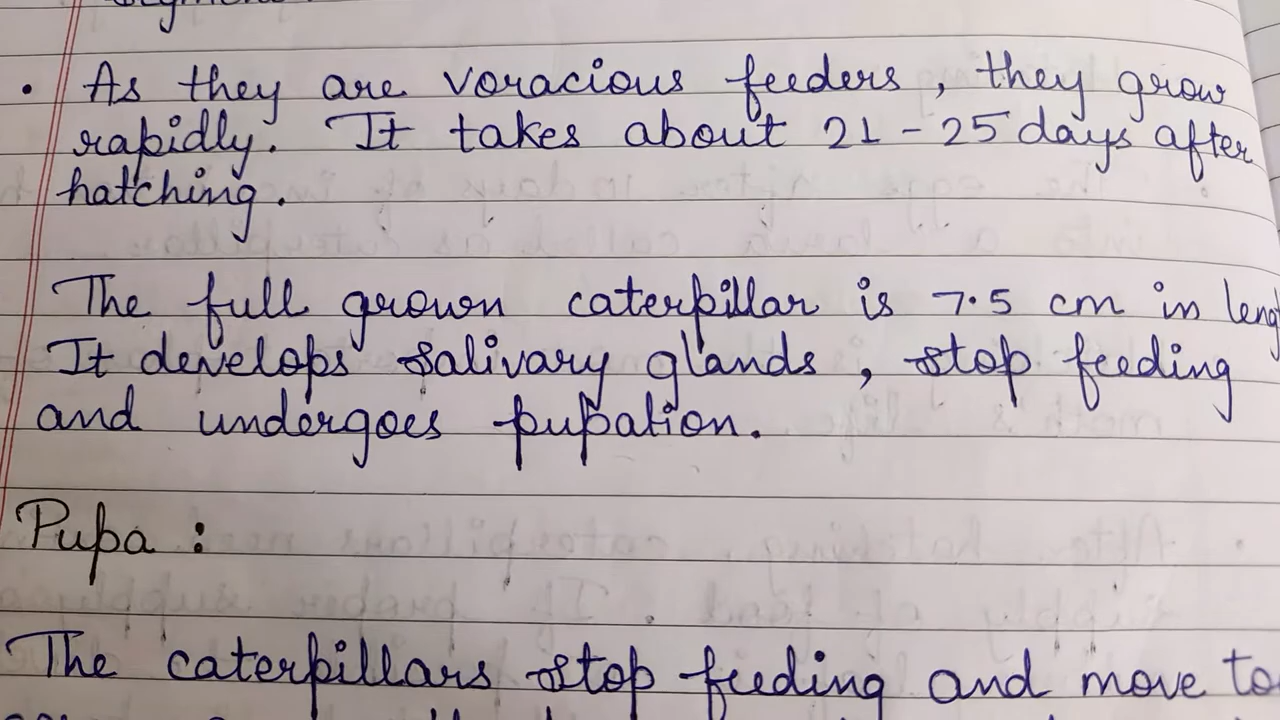 • As they are voracious feeders, they grow
rapidly. It takes about 21-25 days after
hatching.
The full grown caterpillar is 7.5 cm in leng
It develops salivary glands, stop feeding
and undergoes pupation.
Pupa :
The caterpillars stop feeding and move to